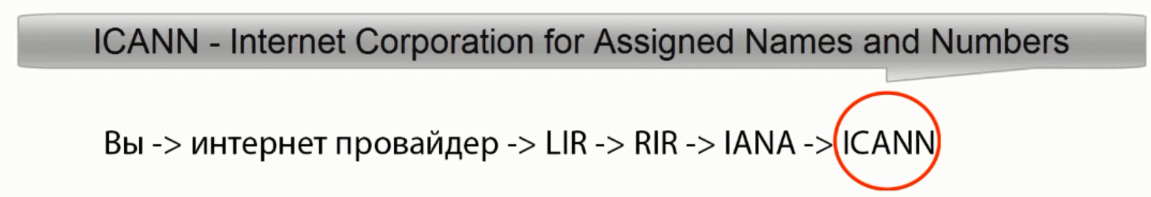 ICANN - Internet Corporation for Assigned Names and Numbers
Вы -> интернет провайдер -> LIR -> RIR -> IANA -> ICANN